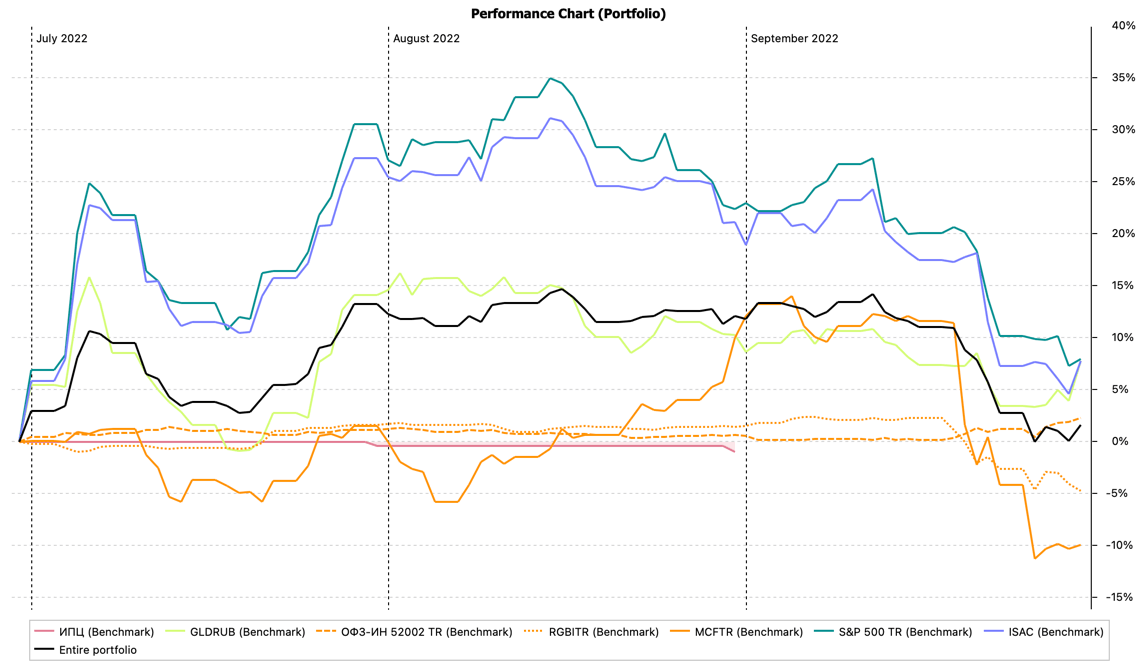 Performance Chart (Portfolio)
July 2022
August 2022
September 2022
40%
35%
30%
25%
20%
15%
10%
5%
0%
-5%
-10%
-15%
ИПЦ (Benchmark) GLDRUB (Benchmark) ОФЗ-ИН 52002 TR (Benchmark) RGBITR (Benchmark) MCFTR (Benchmark) S&P 500 TR (Benchmark) ISAC (Benchmark)
Entire portfolio